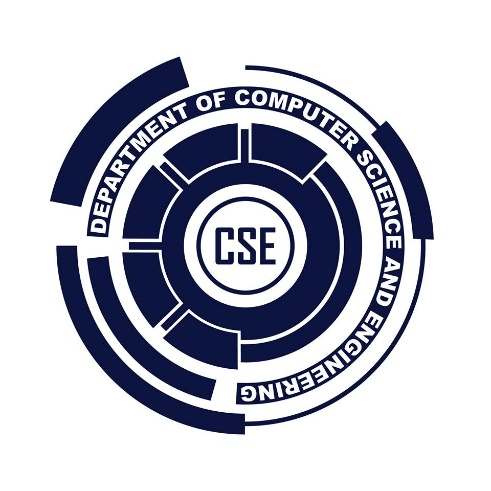 DEPARTMENT OF COMPUTER SCIENCE AND ENGINEERING
CSE